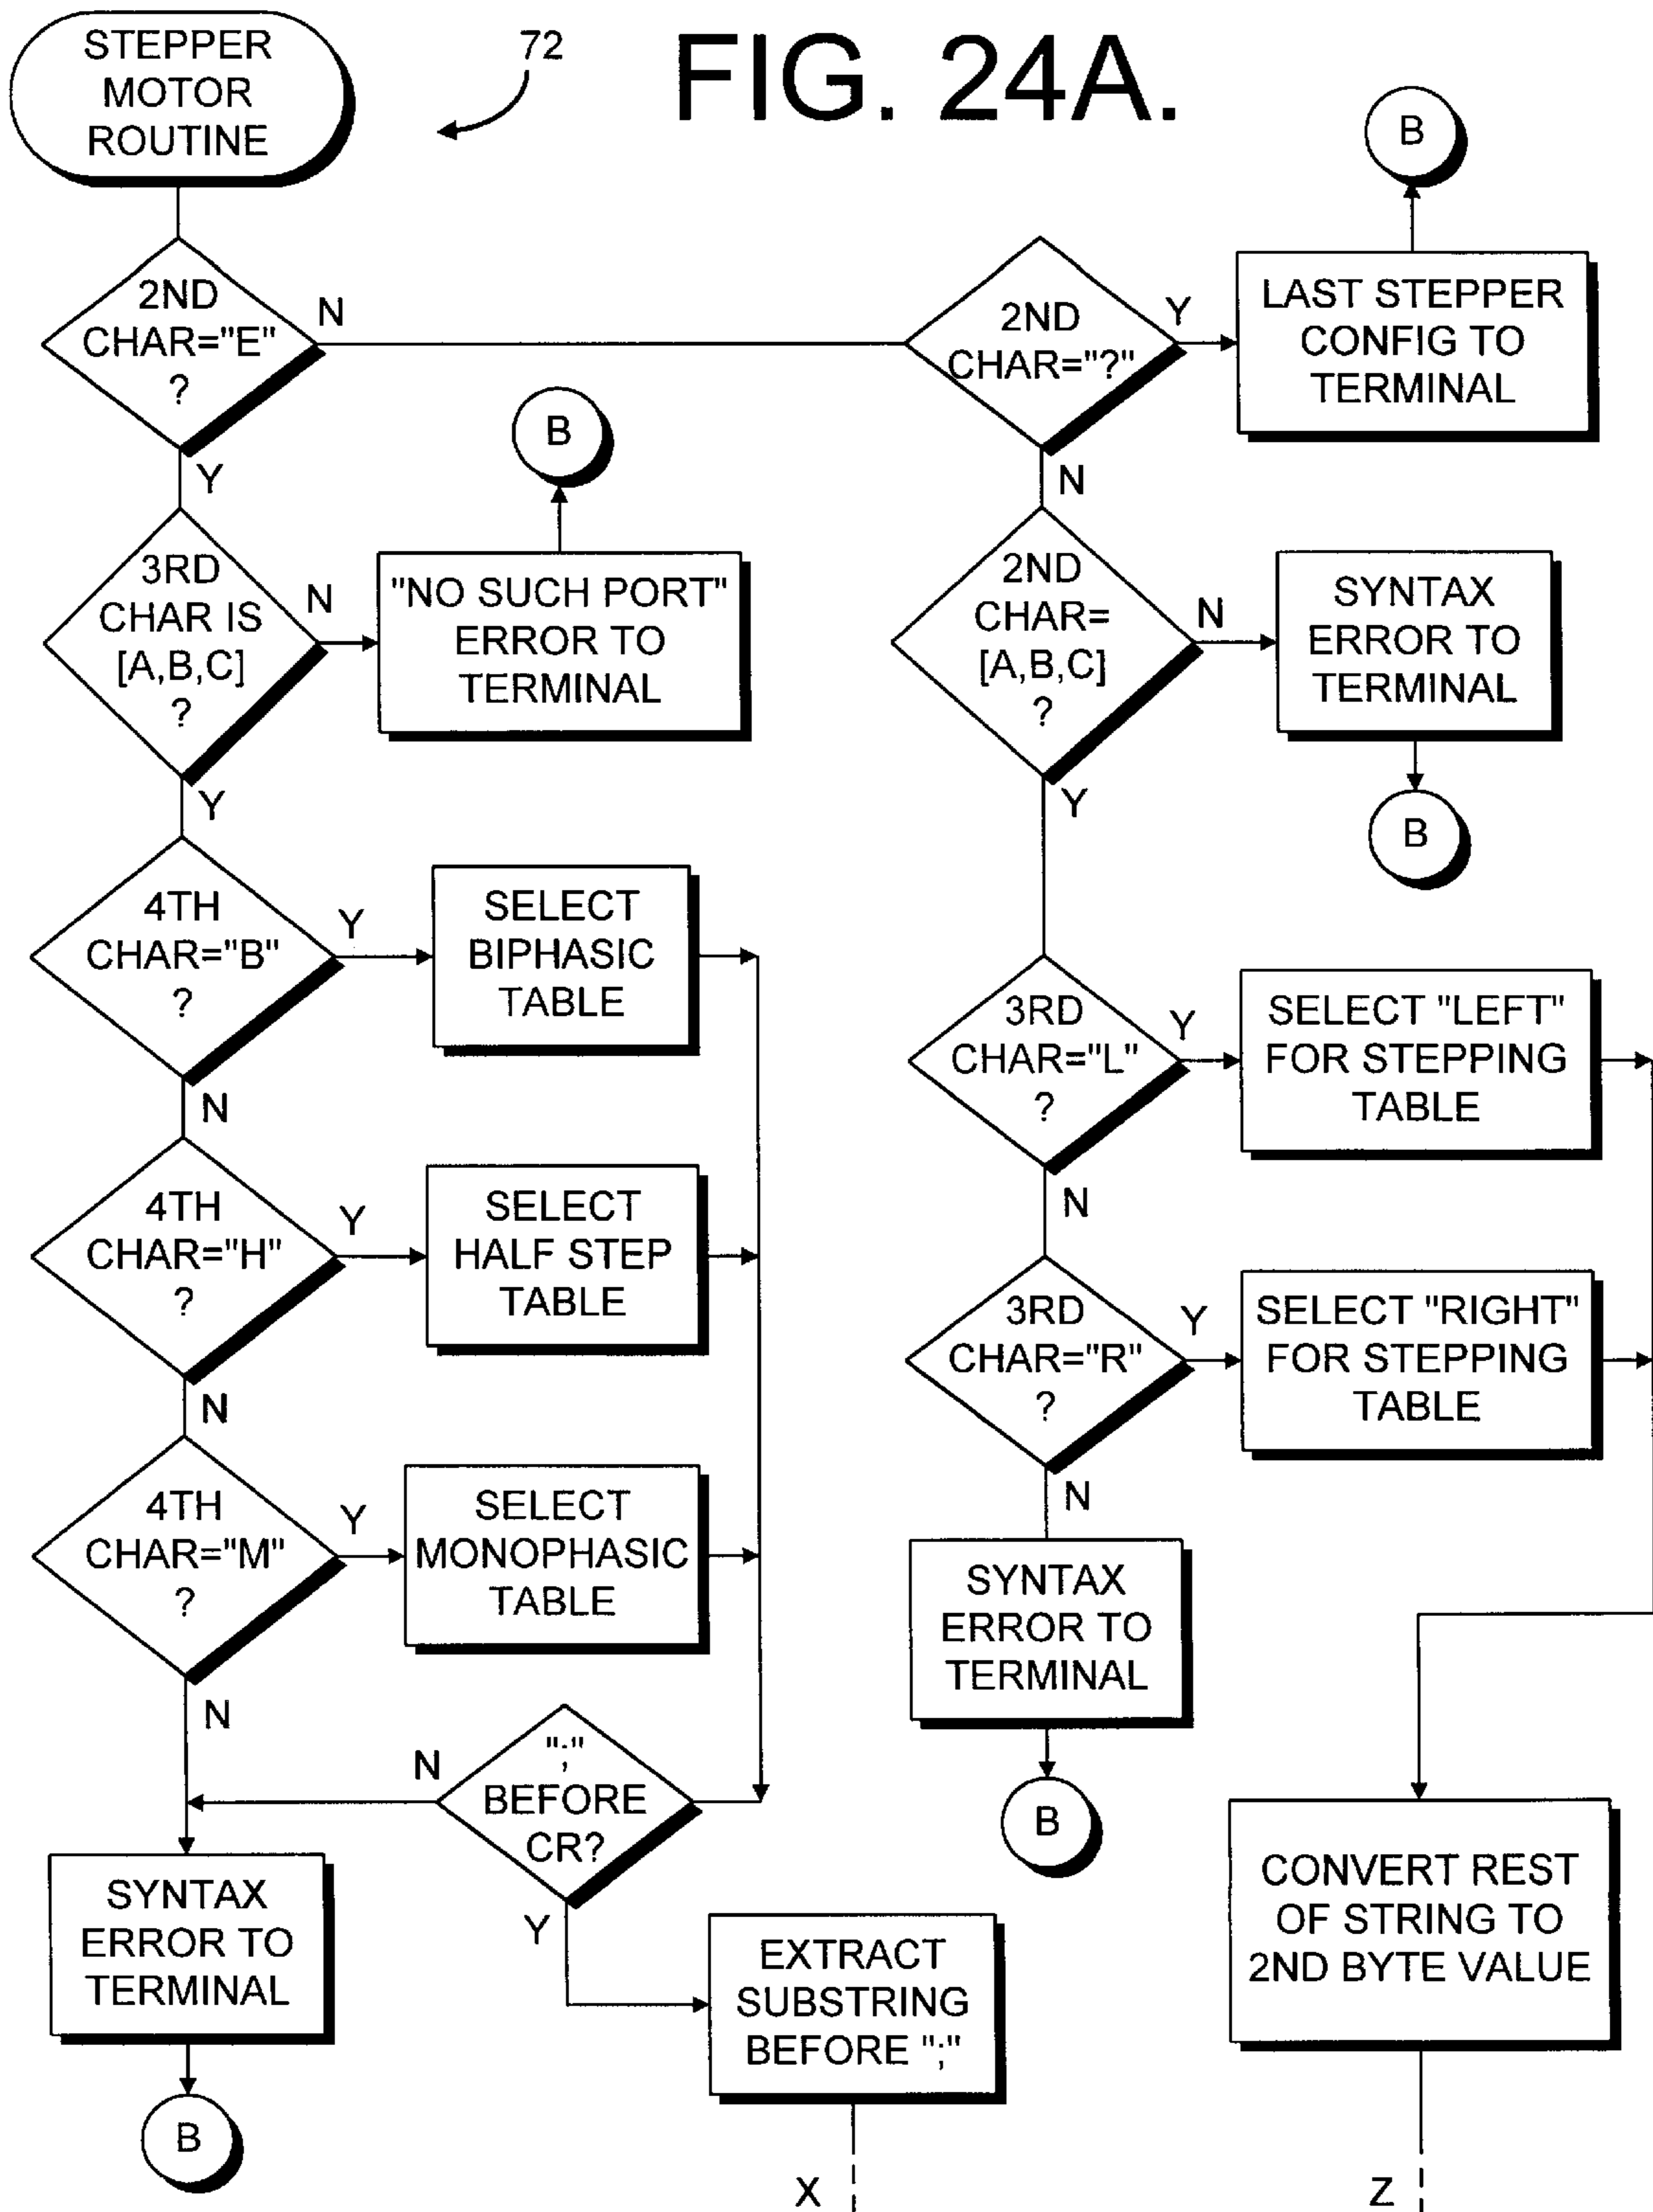 FIG. 24A.
72
STEPPER
MOTOR
ROUTINE
2ND
CHAR="E"
?
N
Y
3RD
CHAR IS
[A,B,C]
?
N
"NO SUCH PORT"
ERROR TO
TERMINAL
B
Y
4TH
CHAR="B"
?
Y
SELECT
BIPHASIC
TABLE
N
4TH
CHAR="H"
?
Y
SELECT
HALF STEP
TABLE
N
4TH
CHAR="M"
?
Y
SELECT
MONOPHASIC
TABLE
N
";"
BEFORE
CR?
N
SYNTAX
ERROR TO
TERMINAL
B
Y
EXTRACT
SUBSTRING
BEFORE ";"
X
2ND
CHAR="?"
Y
LAST STEPPER
CONFIG TO
TERMINAL
B
N
2ND
CHAR=
[A,B,C]
?
N
SYNTAX
ERROR TO
TERMINAL
B
Y
3RD
CHAR="L"
?
Y
SELECT "LEFT"
FOR STEPPING
TABLE
N
3RD
CHAR="R"
?
Y
SELECT "RIGHT"
FOR STEPPING
TABLE
N
SYNTAX
ERROR TO
TERMINAL
B
CONVERT REST
OF STRING TO
2ND BYTE VALUE
Z